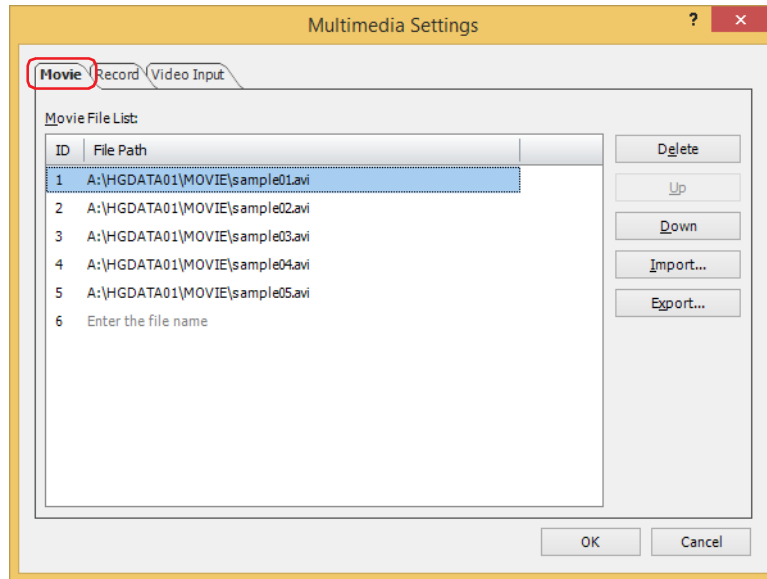 Multimedia Settings ? ×
Movie Record Video Input
Movie File List:
ID File Path
1 A:\HGDATA01\MOVIE\sample01.avi
2 A:\HGDATA01\MOVIE\sample02.avi
3 A:\HGDATA01\MOVIE\sample03.avi
4 A:\HGDATA01\MOVIE\sample04.avi
5 A:\HGDATA01\MOVIE\sample05.avi
6 Enter the file name
Delete
Up
Down
Import...
Export...
OK Cancel